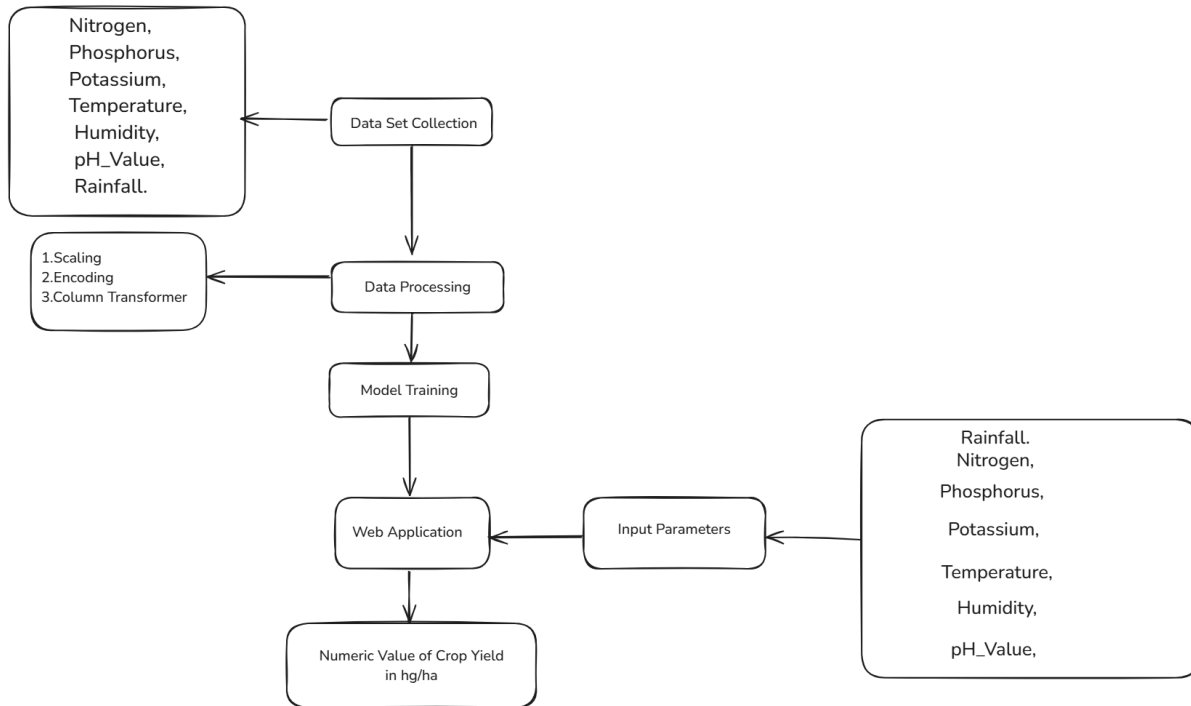 Nitrogen,
Phosphorus,
Potassium,
Temperature,
Humidity,
pH_Value,
Rainfall.
Data Set Collection
1.Scaling
2.Encoding
3.Column Transformer
Data Processing
Model Training
Web Application
Input Parameters
Rainfall.
Nitrogen,
Phosphorus,
Potassium,
Temperature,
Humidity,
pH_Value,
Numeric Value of Crop Yield
in hg/ha